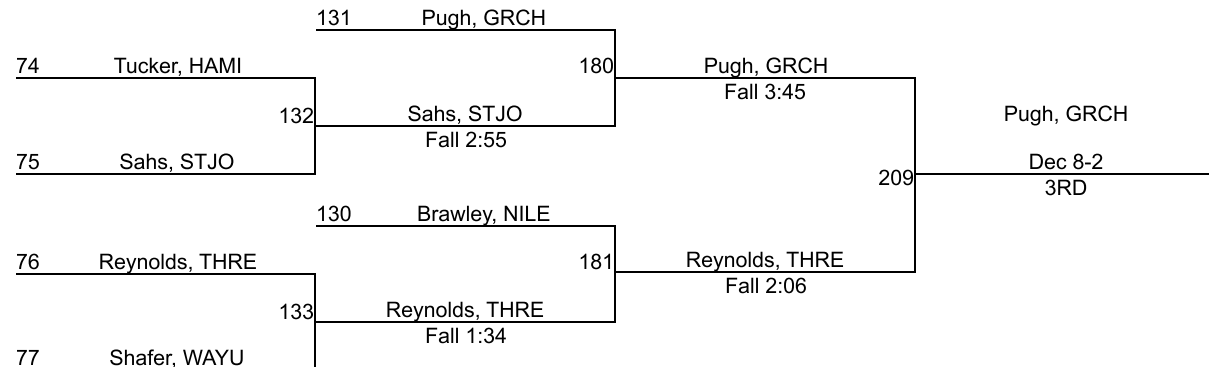 131 Pugh, GRCH
74 Tucker, HAMI
180 Pugh, GRCH
Fall 3:45
132 Sahs, STJO
Fall 2:55
Pugh, GRCH
75 Sahs, STJO
Dec 8-2
209
3RD
130 Brawley, NILE
76 Reynolds, THRE
181 Reynolds, THRE
Fall 2:06
133 Reynolds, THRE
Fall 1:34
77 Shafer, WAYU